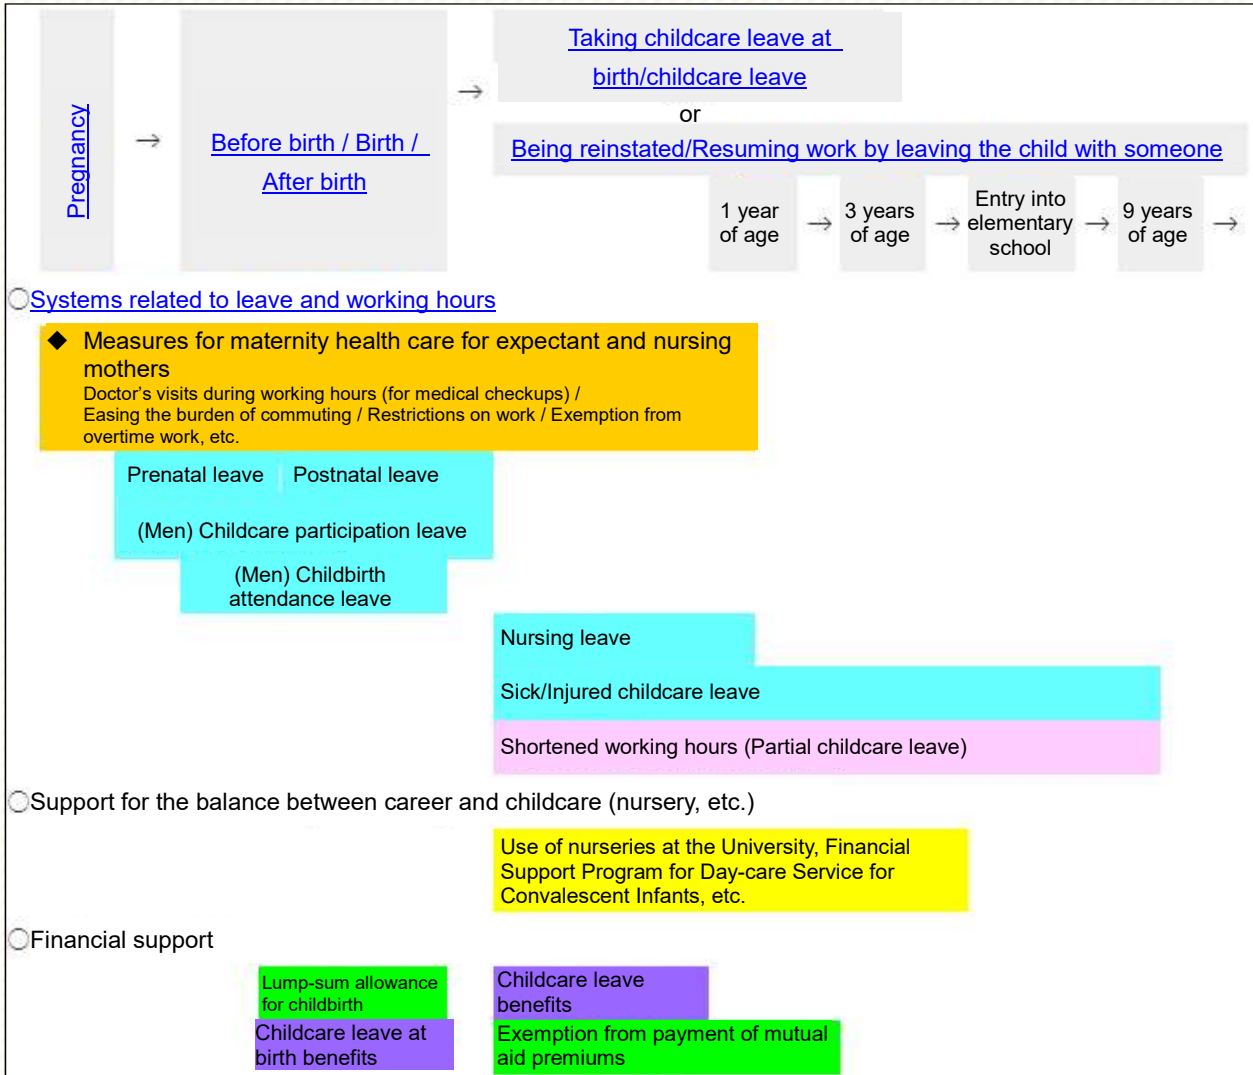 Pregnancy
→
Before birth / Birth /
After birth
→
Taking childcare leave at
birth/childcare leave
or
Being reinstated/Resuming work by leaving the child with someone
1 year
of age
→
3 years
of age
→
Entry into
elementary
school
→
9 years
of age
→
○Systems related to leave and working hours
◆ Measures for maternity health care for expectant and nursing
mothers
Doctor's visits during working hours (for medical checkups) /
Easing the burden of commuting / Restrictions on work / Exemption from
overtime work, etc.
Prenatal leave Postnatal leave
(Men) Childcare participation leave
(Men) Childbirth
attendance leave
Nursing leave
Sick/Injured childcare leave
Shortened working hours (Partial childcare leave)
○Support for the balance between career and childcare (nursery, etc.)
Use of nurseries at the University, Financial
Support Program for Day-care Service for
Convalescent Infants, etc.
○Financial support
Lump-sum allowance
for childbirth
Childcare leave
benefits
Childcare leave at
birth benefits
Exemption from payment of mutual
aid premiums